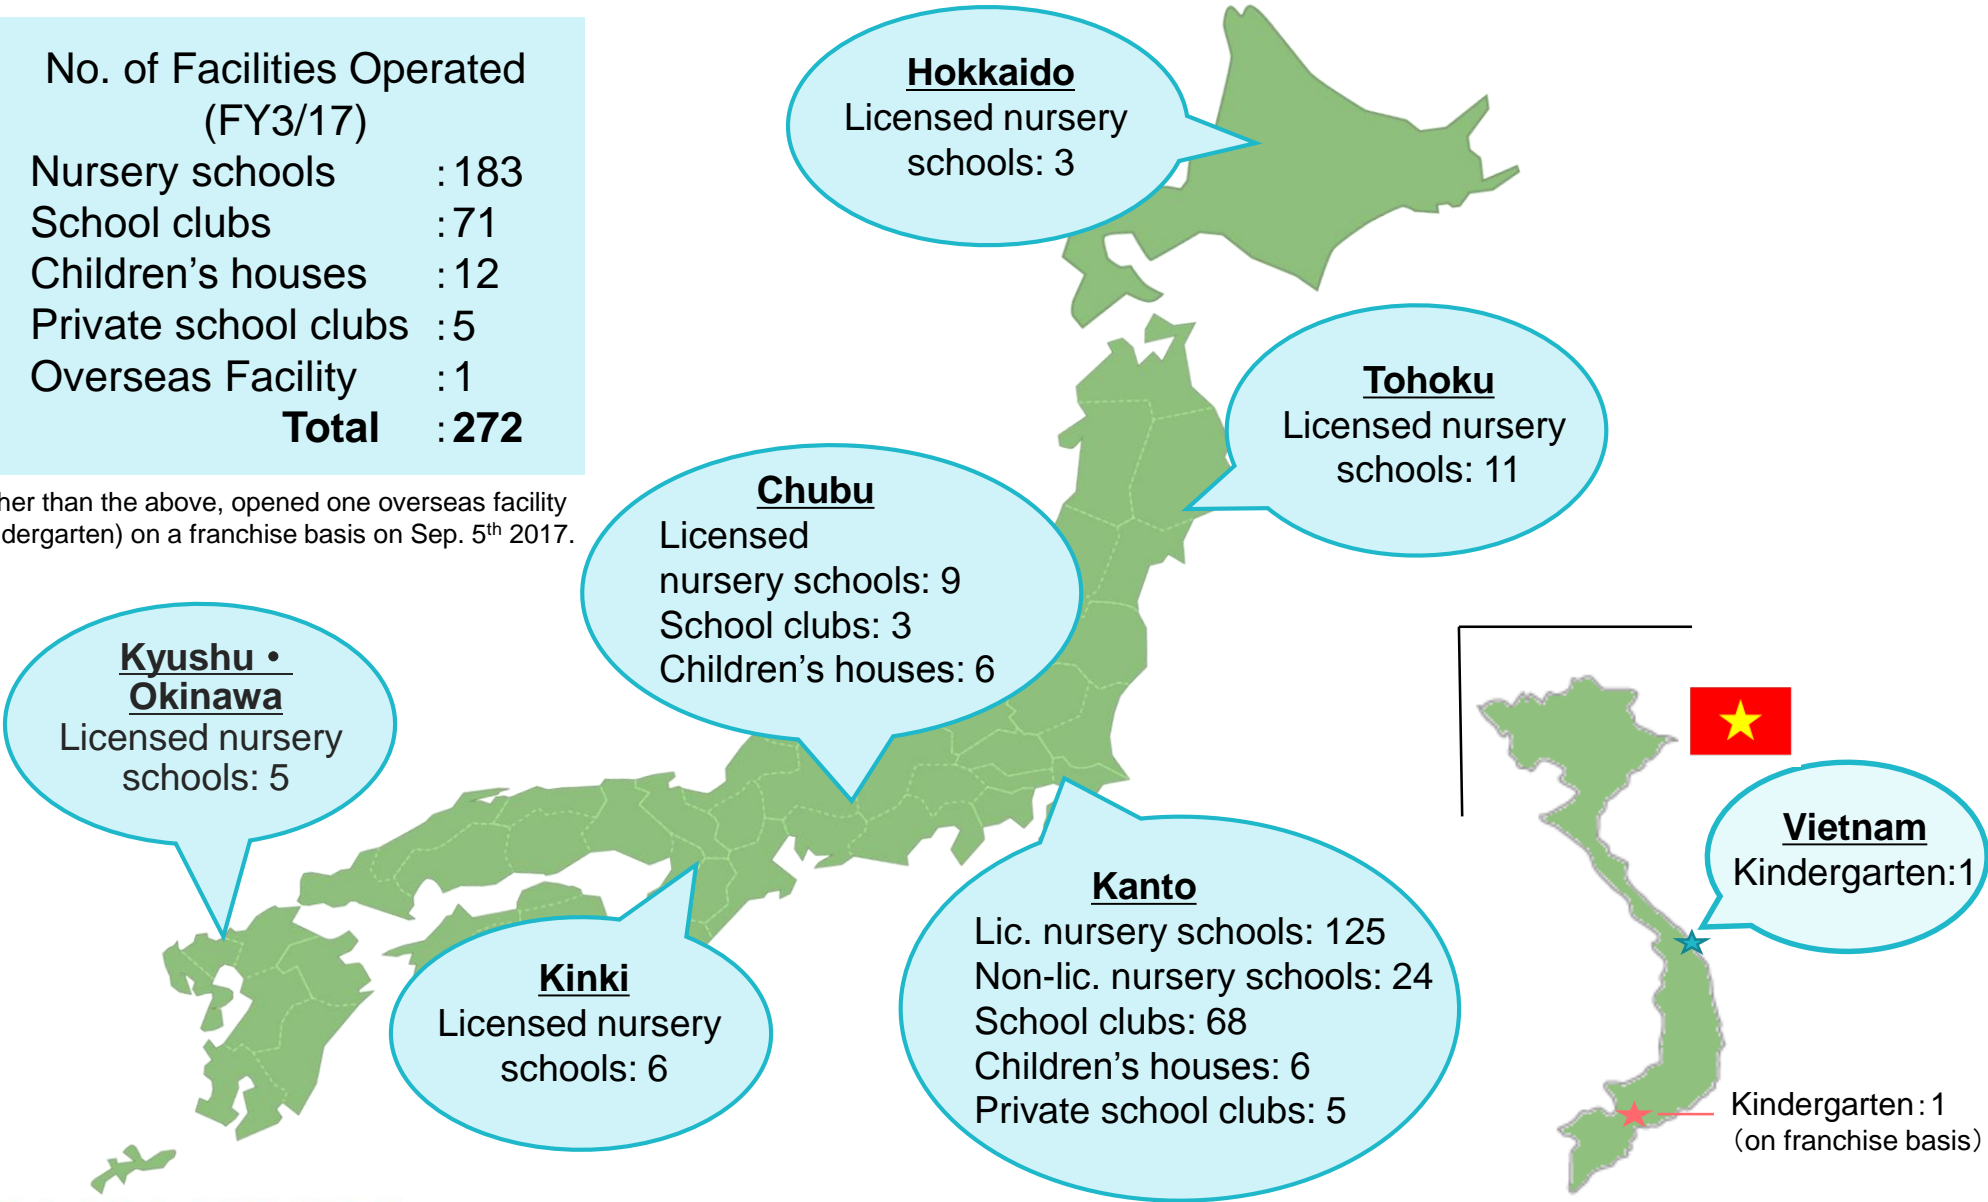 No. of Facilities Operated
(FY3/17)
Nursery schools : 183
School clubs : 71
Children’s houses : 12
Private school clubs : 5
Overseas Facility : 1
Total : 272
than the above, opened one overseas facility
on a franchise basis on Sep. 5th 2017.
Hokkaido
Licensed nursery
schools: 3
Tohoku
Licensed nursery
schools: 11
Chubu
Licensed
nursery schools: 9
School clubs: 3
Children’s houses: 6
Kyushu・
Okinawa
Licensed nursery
schools: 5
Kinki
Licensed nursery
schools: 6
Kanto
Lic. nursery schools: 125
Non-lic. nursery schools: 24
School clubs: 68
Children’s houses: 6
Private school clubs: 5
Vietnam
Kindergarten:1
Kindergarten：1
（on franchise basis）